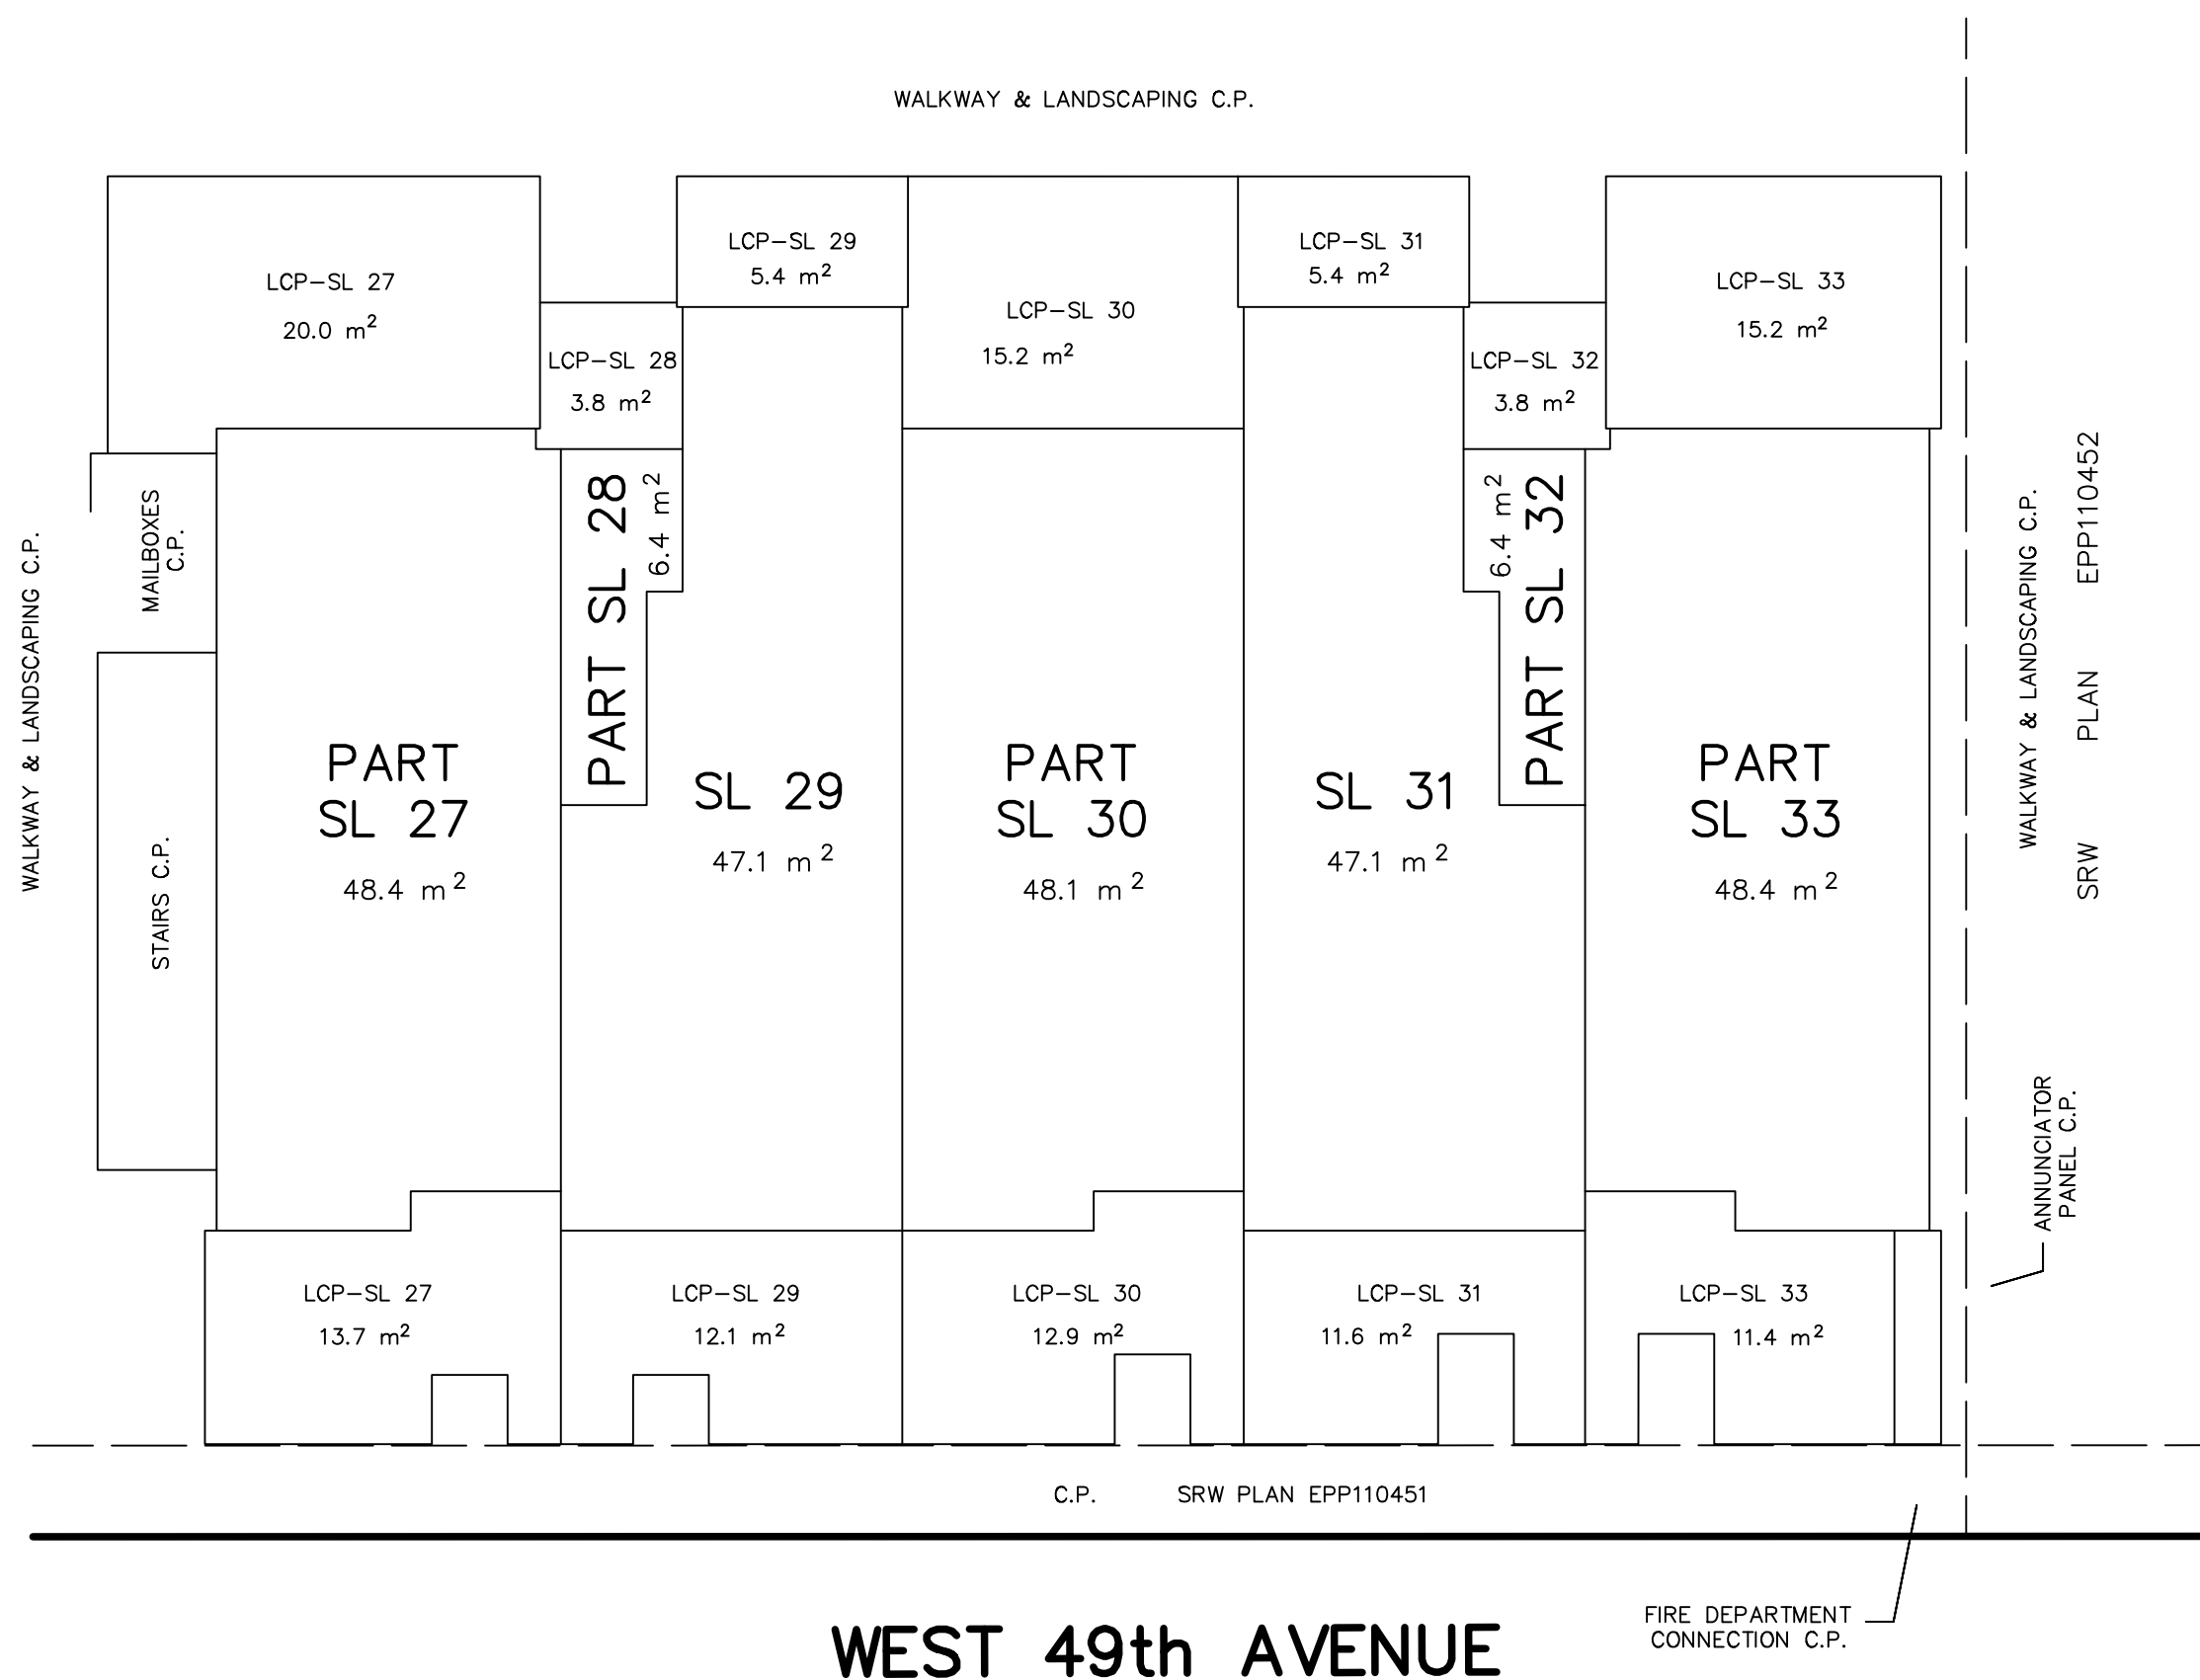 WALKWAY & LANDSCAPING C.P.
LCP-SL 27
20.0 m²
LCP-SL 28
3.8 m²
LCP-SL 29
5.4 m²
LCP-SL 30
15.2 m²
LCP-SL 31
5.4 m²
LCP-SL 32
3.8 m²
LCP-SL 33
15.2 m²
WALKWAY & LANDSCAPING C.P.
MAILBOXES
C.P.
STAIRS C.P.
PART
SL 27
48.4 m²
PART SL 28
6.4 m²
SL 29
47.1 m²
PART
SL 30
48.1 m²
SL 31
47.1 m²
6.4 m²
PART SL 32
PART
SL 33
48.4 m²
WALKWAY & LANDSCAPING C.P.
SRW PLAN EPP110452
ANNUNCIATOR
PANEL C.P.
LCP-SL 27
13.7 m²
LCP-SL 29
12.1 m²
LCP-SL 30
12.9 m²
LCP-SL 31
11.6 m²
LCP-SL 33
11.4 m²
C.P. SRW PLAN EPP110451
FIRE DEPARTMENT
CONNECTION C.P.
WEST 49th AVENUE